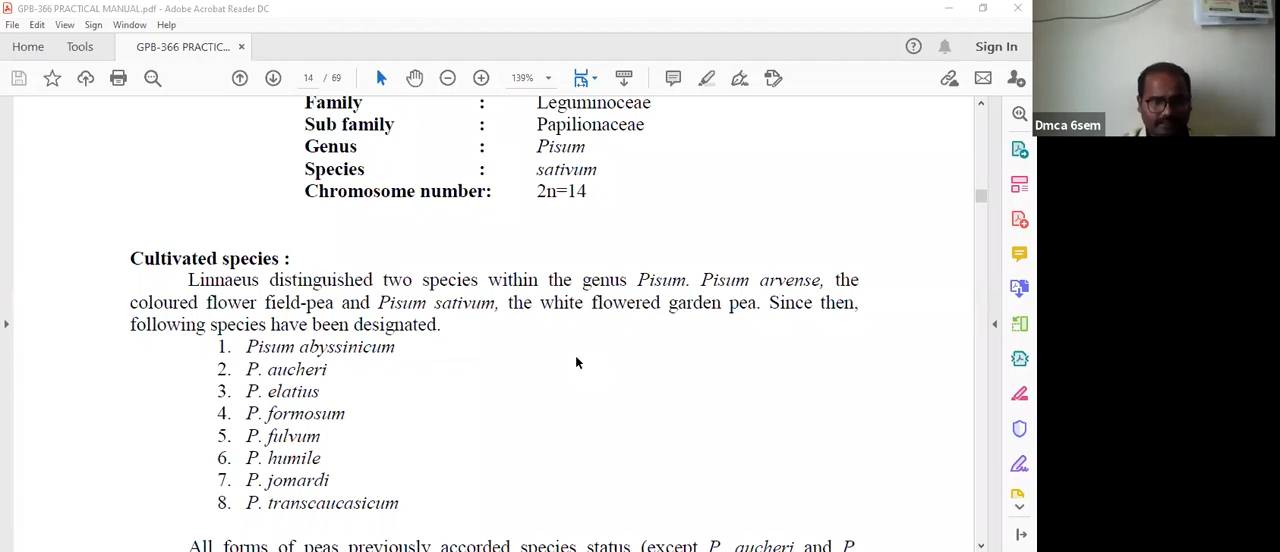 GPB-366 PRACTICAL MANUAL.pdf - Adobe Acrobat Reader DC
File Edit View Sign Window Help
Home Tools GPB-366 PRACTIC... × Sign In
14 / 69 139%
Family : Leguminoceae
Sub family : Papilionaceae
Genus : Pisum
Species : sativum
Chromosome number: 2n=14
Cultivated species :
Linnaeus distinguished two species within the genus Pisum. Pisum arvense, the
coloured flower field-pea and Pisum sativum, the white flowered garden pea. Since then,
following species have been designated.
1. Pisum abyssinicum
2. P. aucheri
3. P. elatius
4. P. formosum
5. P. fulvum
6. P. humile
7. P. jomardi
8. P. transcaucasicum
All forms of peas previously accorded species status (except P. aucheri and P.
Dmca 6sem